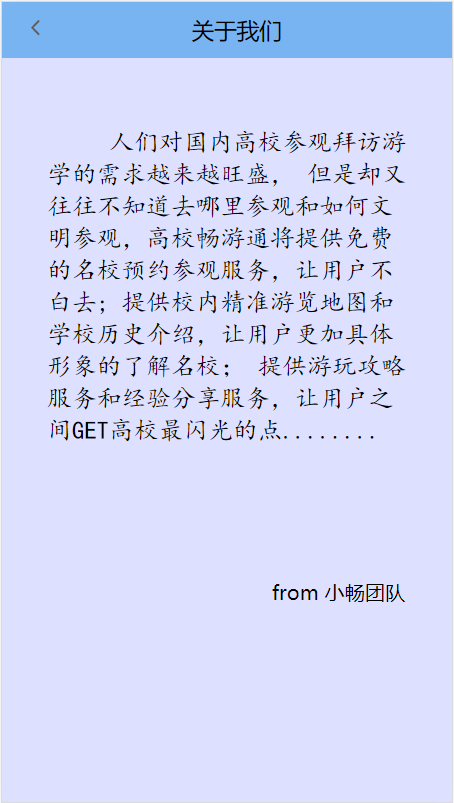 关于我们
人们对国内高校参观拜访游
学的需求越来越旺盛， 但是却又
往往不知道去哪里参观和如何文
明参观，高校畅游通将提供免费
的名校预约参观服务，让用户不
白去；提供校内精准游览地图和
学校历史介绍，让用户更加具体
形象的了解名校； 提供游玩攻略
服务和经验分享服务，让用户之
间GET高校最闪光的点........
from 小畅团队